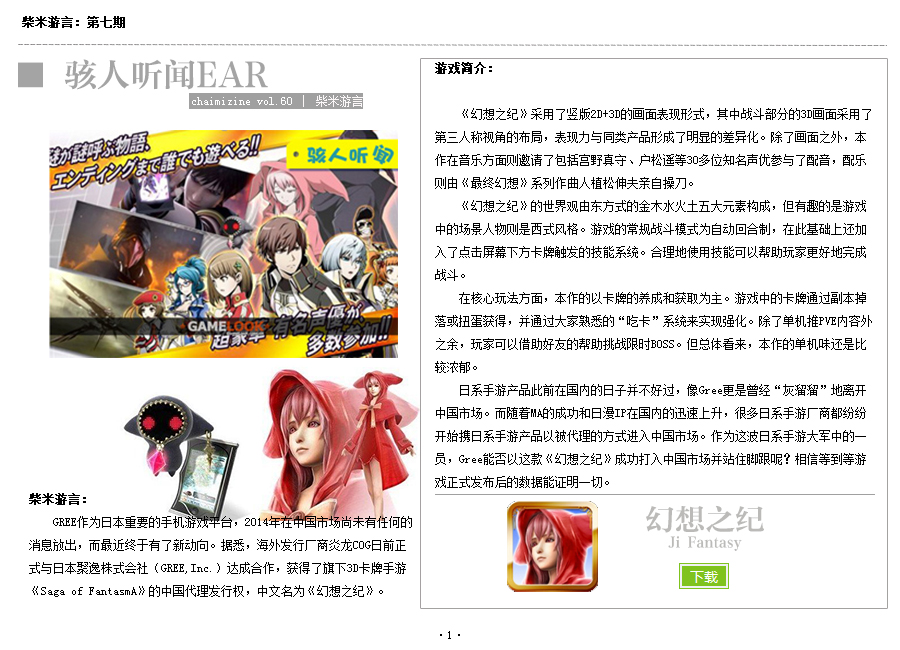 柴米游言：第七期
骇人听闻EAR
chaimizine vol.60 | 柴米游言
謎が謎呼ぶ物語、
エンディングまで誰でも遊べる!!
·骇人听闻
GAMELOOK
超豪華 有名声優が
多数参加!!
柴米游言：
GREE作为日本重要的手机游戏平台，2014年在中国市场尚未有任何的
消息放出，而最近终于有了新动向。据悉，海外发行厂商炎龙COG日前正
式与日本聚逸株式会社（GREE,Inc.）达成合作，获得了旗下3D卡牌手游
《Saga of FantasmA》的中国代理发行权，中文名为《幻想之纪》。
游戏简介：
《幻想之纪》采用了竖版2D+3D的画面表现形式，其中战斗部分的3D画面采用了
第三人称视角的布局，表现力与同类产品形成了明显的差异化。除了画面之外，本
作在音乐方面则邀请了包括宫野真守、户松遥等30多位知名声优参与了配音，配乐
则由《最终幻想》系列作曲人植松伸夫亲自操刀。
《幻想之纪》的世界观由东方式的金木水火土五大元素构成，但有趣的是游戏
中的场景人物则是西式风格。游戏的常规战斗模式为自动回合制，在此基础上还加
入了点击屏幕下方卡牌触发的技能系统。合理地使用技能可以帮助玩家更好地完成
战斗。
在核心玩法方面，本作的以卡牌的养成和获取为主。游戏中的卡牌通过副本掉
落或扭蛋获得，并通过大家熟悉的“吃卡”系统来实现强化。除了单机推PVE内容外
之余，玩家可以借助好友的帮助挑战限时BOSS。但总体看来，本作的单机味还是比
较浓郁。
日系手游产品此前在国内的日子并不好过，像Gree更是曾经“灰溜溜”地离开
中国市场。而随着MA的成功和日漫IP在国内的迅速上升，很多日系手游厂商都纷纷
开始携日系手游产品以被代理的方式进入中国市场。作为这波日系手游大军中的一
员，Gree能否以这款《幻想之纪》成功打入中国市场并站住脚跟呢？相信等到等游
戏正式发布后的数据能证明一切。
幻想之纪
Ji Fantasy
下载
·1·